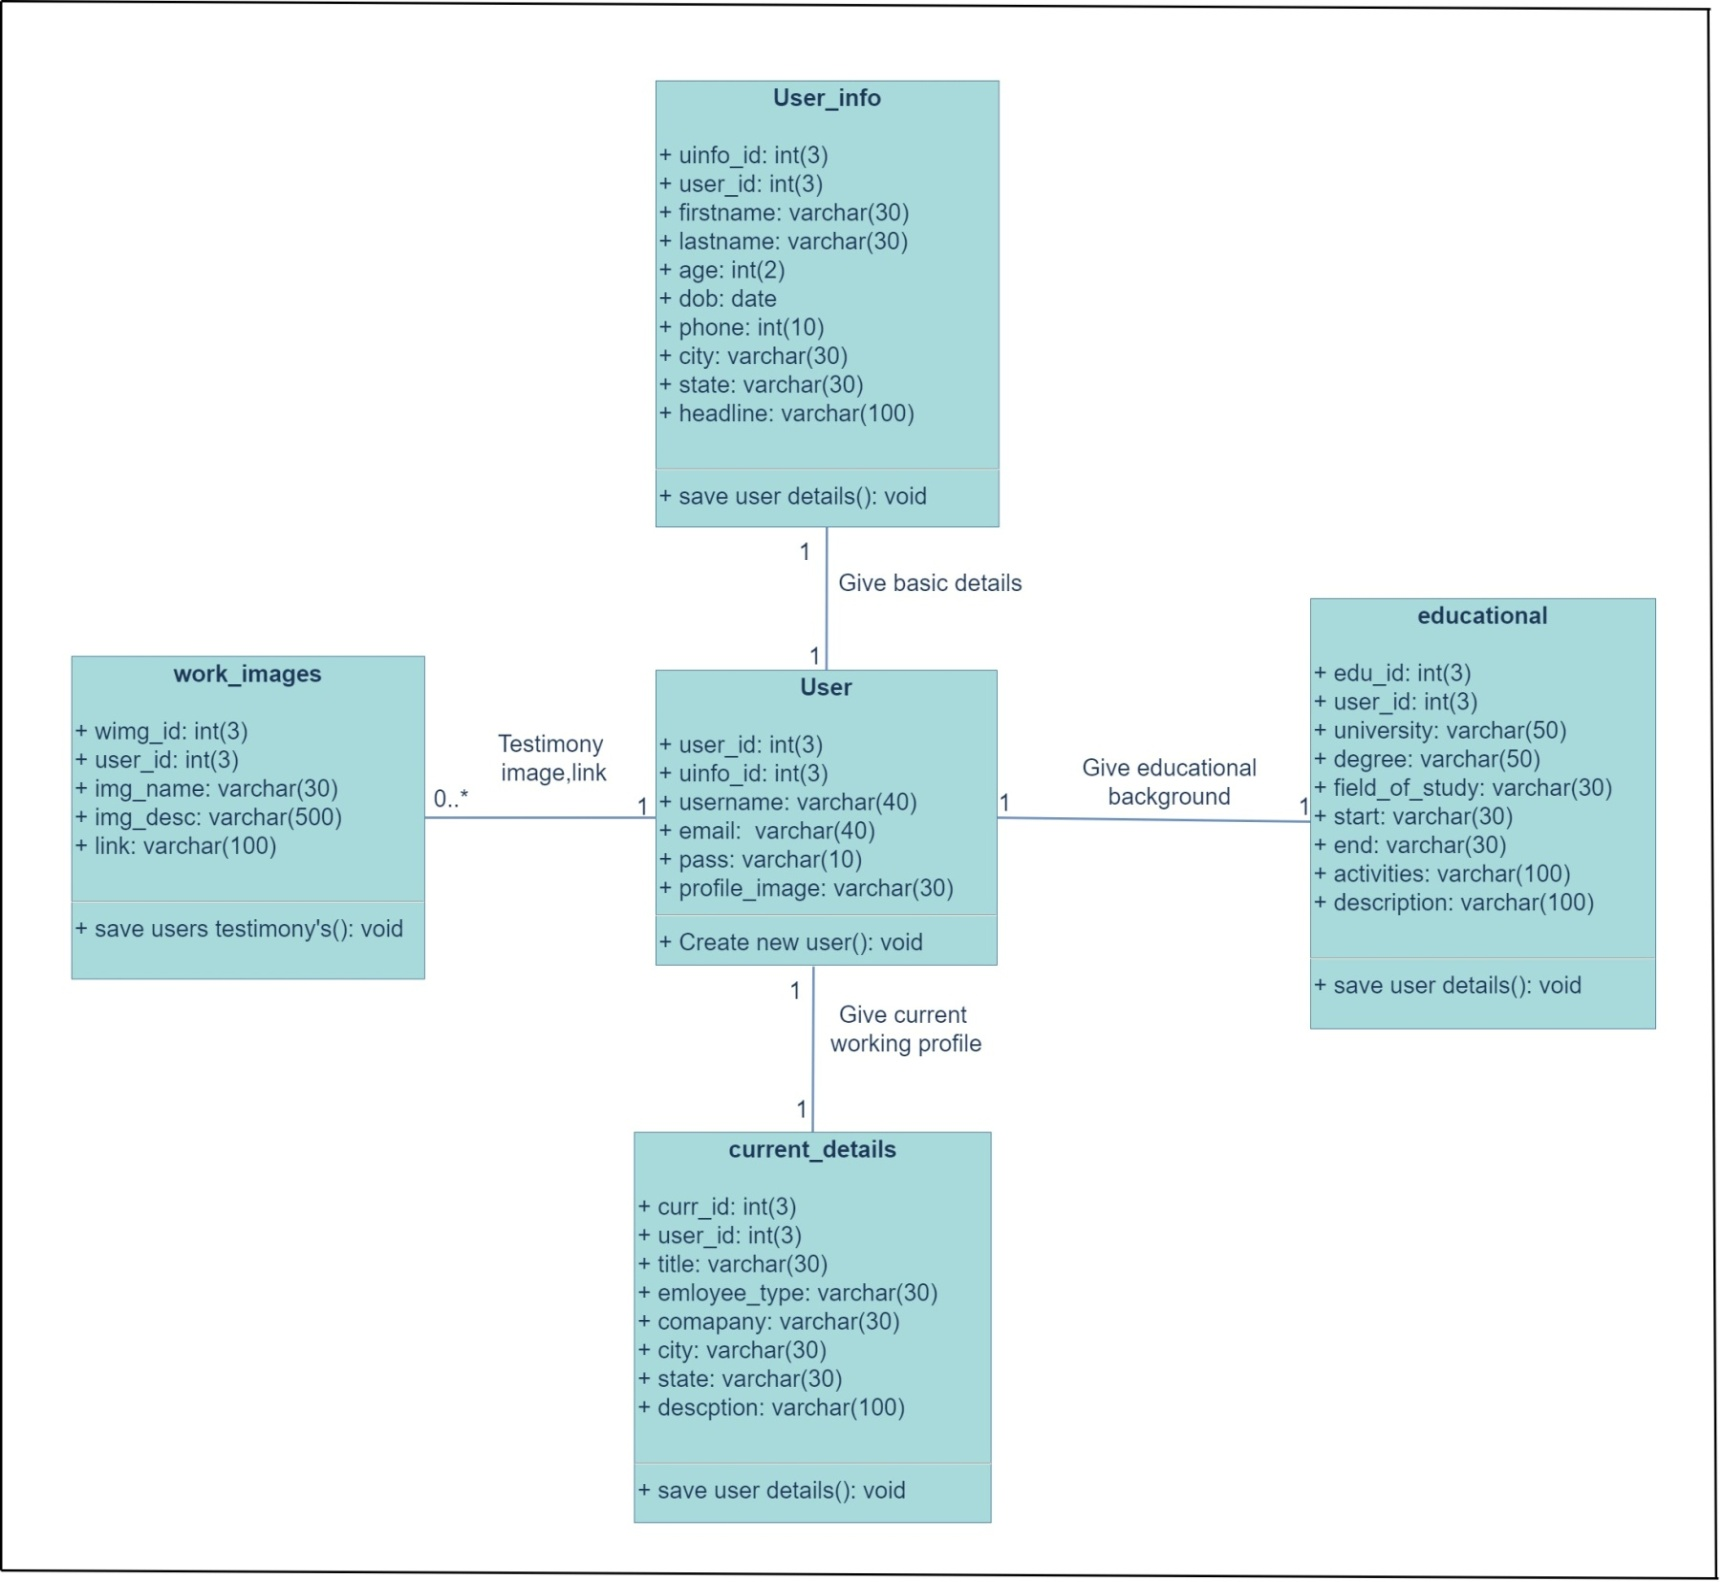 User_info
+ uinfo_id: int(3)
+ user_id: int(3)
+ firstname: varchar(30)
+ lastname: varchar(30)
+ age: int(2)
+ dob: date
+ phone: int(10)
+ city: varchar(30)
+ state: varchar(30)
+ headline: varchar(100)
+ save user details(): void
1
Give basic details
1
work_images
+ wimg_id: int(3)
+ user_id: int(3)
+ img_name: varchar(30)
+ img_desc: varchar(500)
+ link: varchar(100)
+ save users testimony's(): void
Testimony
image,link
0..*
1
User
+ user_id: int(3)
+ uinfo_id: int(3)
+ username: varchar(40)
+ email:  varchar(40)
+ pass: varchar(10)
+ profile_image: varchar(30)
+ Create new user(): void
Give educational
background
1
1
educational
+ edu_id: int(3)
+ user_id: int(3)
+ university: varchar(50)
+ degree: varchar(50)
+ field_of_study: varchar(30)
+ start: varchar(30)
+ end: varchar(30)
+ activities: varchar(100)
+ description: varchar(100)
+ save user details(): void
1
Give current
working profile
1
current_details
+ curr_id: int(3)
+ user_id: int(3)
+ title: varchar(30)
+ emloyee_type: varchar(30)
+ comapany: varchar(30)
+ city: varchar(30)
+ state: varchar(30)
+ descption: varchar(100)
+ save user details(): void